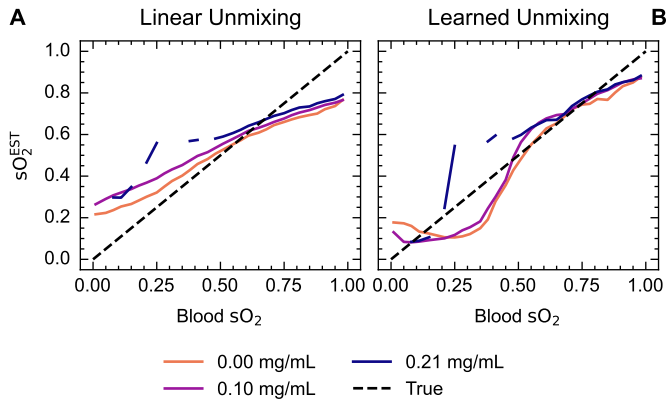 A Linear Unmixing Learned Unmixing B
1.0
0.8
0.6
0.4
0.2
0.0
sO₂ᴱˢᵀ
0.00 0.25 0.50 0.75 1.00 0.00 0.25 0.50 0.75 1.00
Blood sO₂ Blood sO₂
0.00 mg/mL 0.21 mg/mL
0.10 mg/mL True